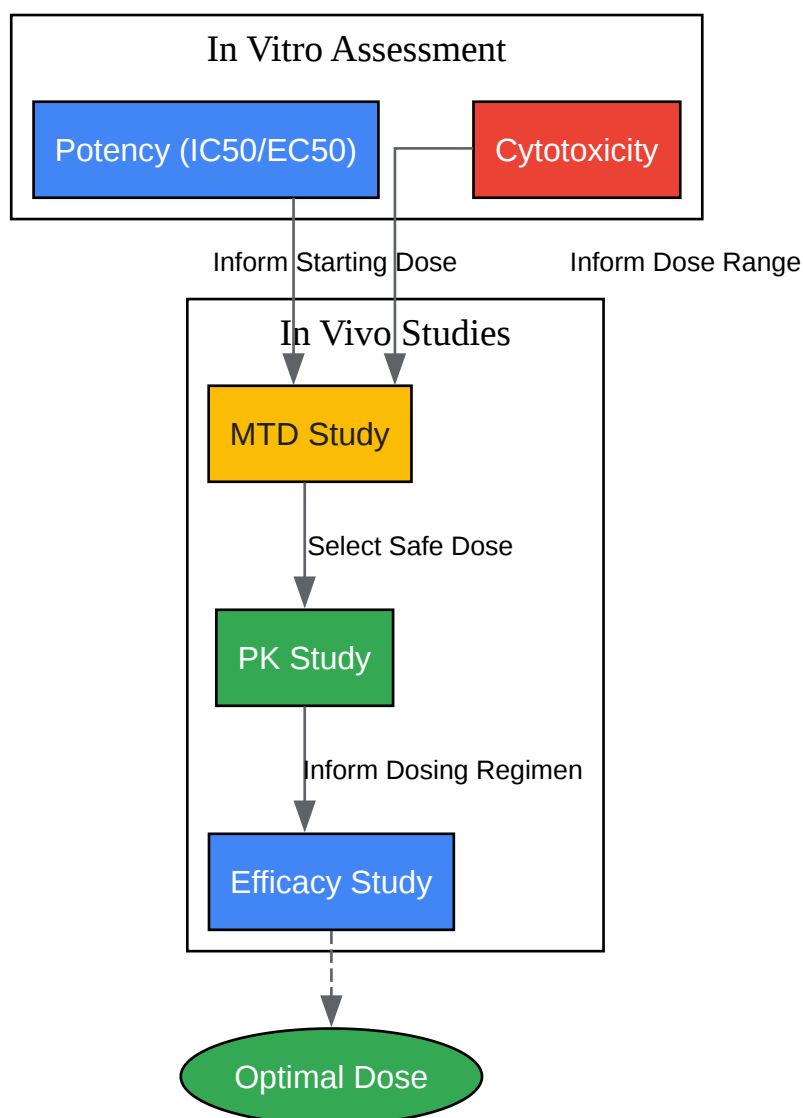 In Vitro Assessment
Potency (IC50/EC50)
Cytotoxicity
Inform Starting Dose
Inform Dose Range
In Vivo Studies
MTD Study
Select Safe Dose
PK Study
Inform Dosing Regimen
Efficacy Study
Optimal Dose